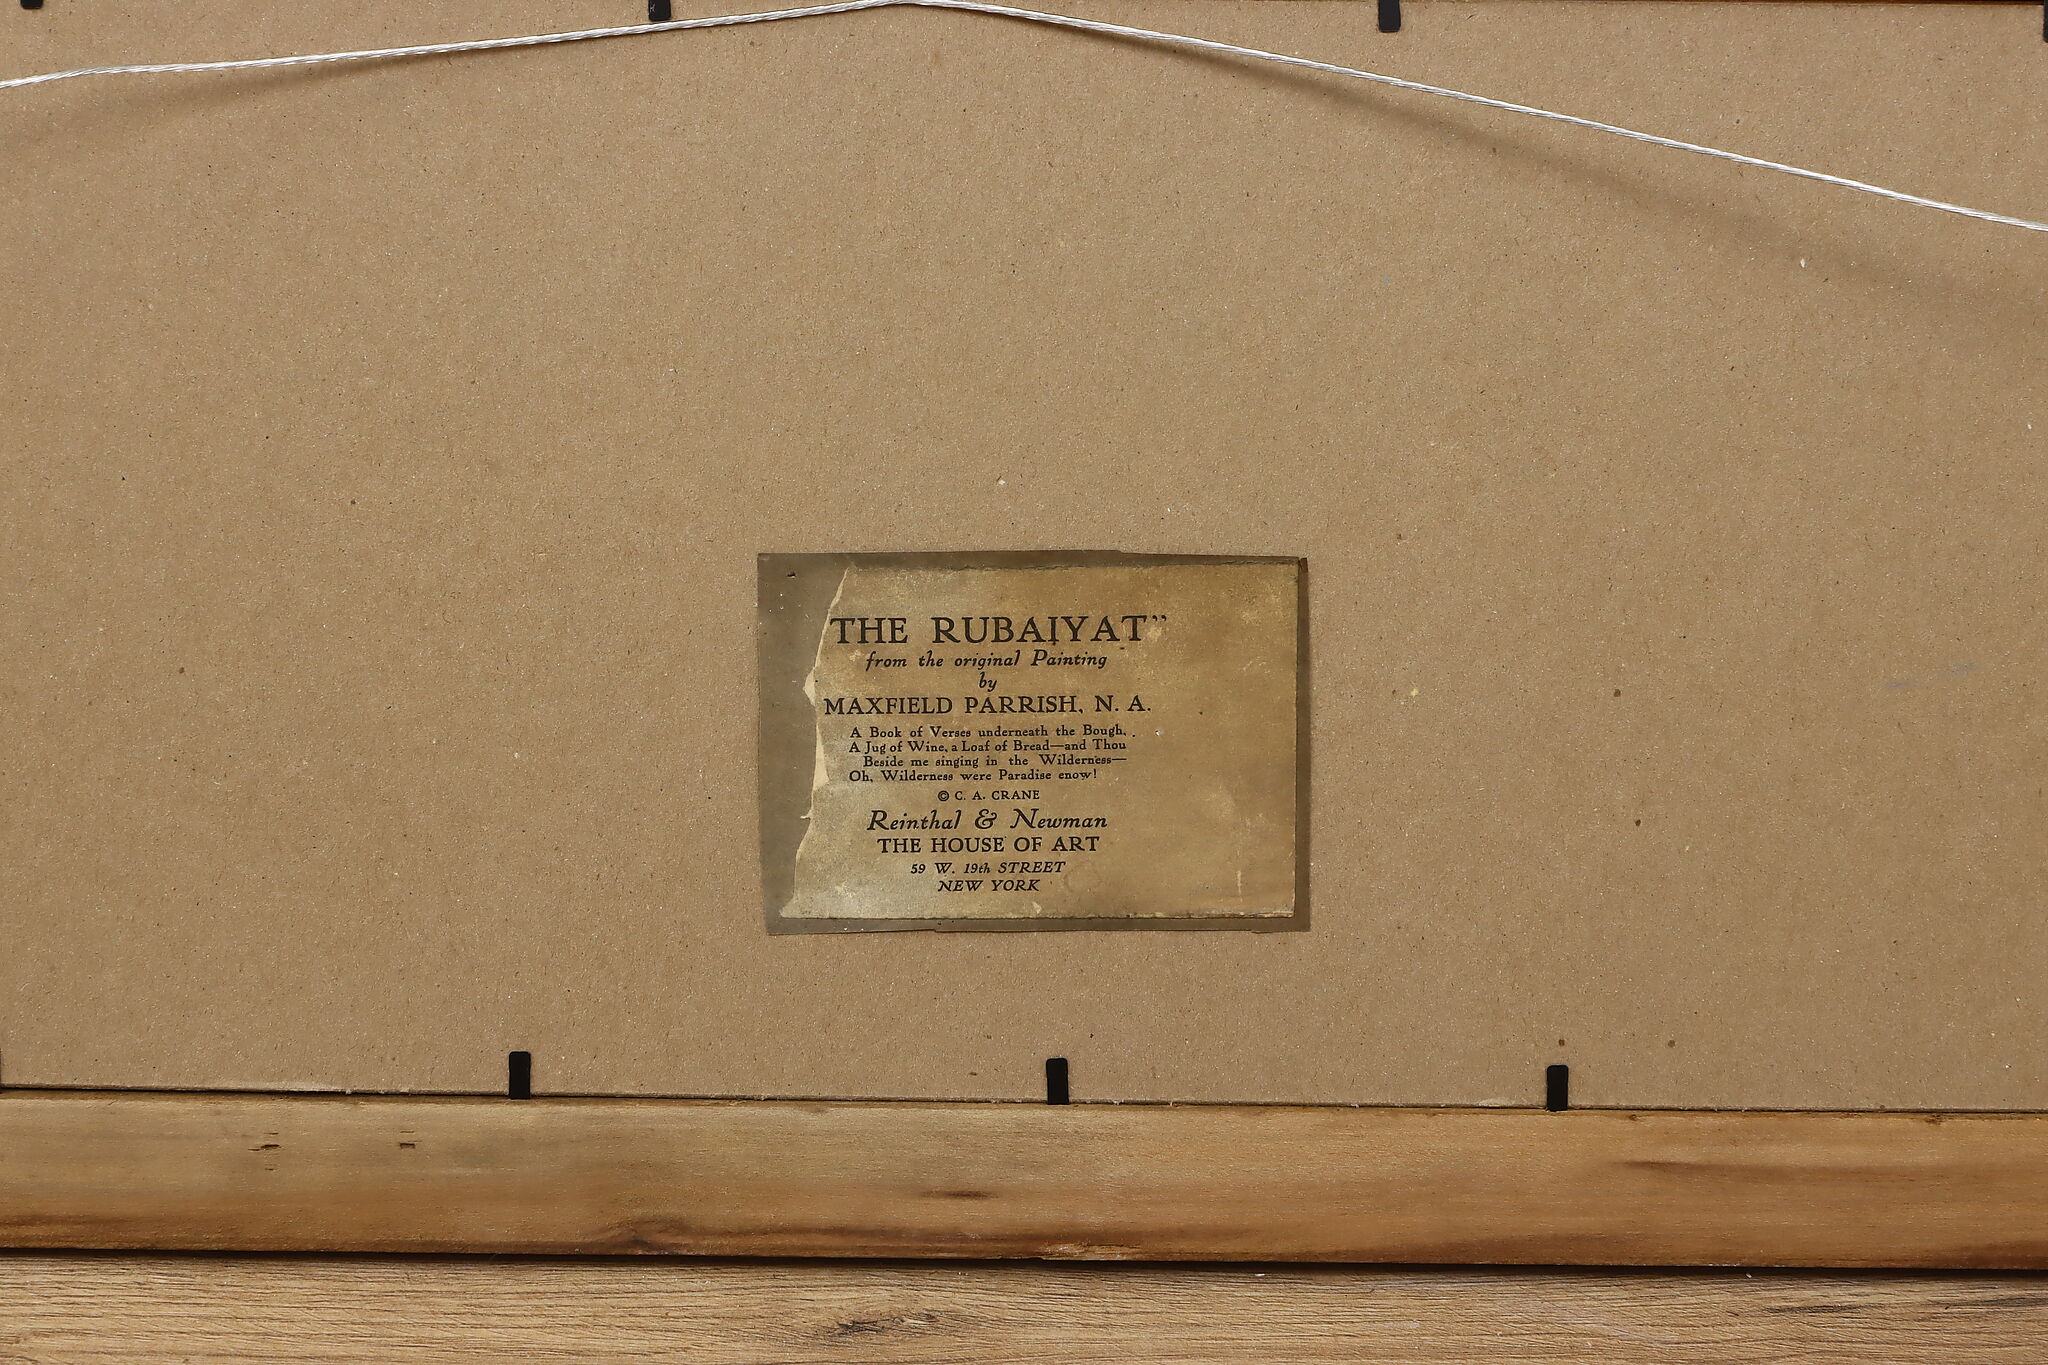 THE RUBAIYAT”
from the original Painting
by
MAXFIELD PARRISH, N. A.
A Book of Verses underneath the Bough,
A Jug of Wine, a Loaf of Bread—and Thou
Beside me singing in the Wilderness—
Oh, Wilderness were Paradise enow!
© C. A. CRANE
Reinthal & Newman
THE HOUSE OF ART
59 W. 19th STREET
NEW YORK